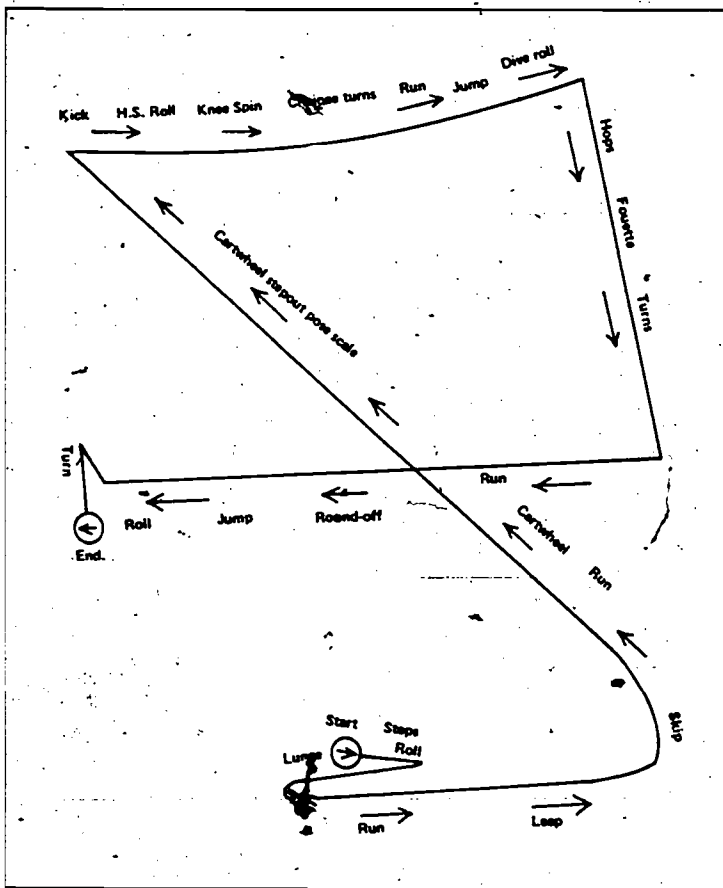 Start
Steps
Roll
Lunge
Run
Leap
Skip
Run
Cartwheel
Cartwheel stepout pose scale
Kick H.S. Roll Knee Spin turns Run Jump Dive roll
Hops
Fouette
Turns
Run
Round-off
Jump
Roll
Turn
End.